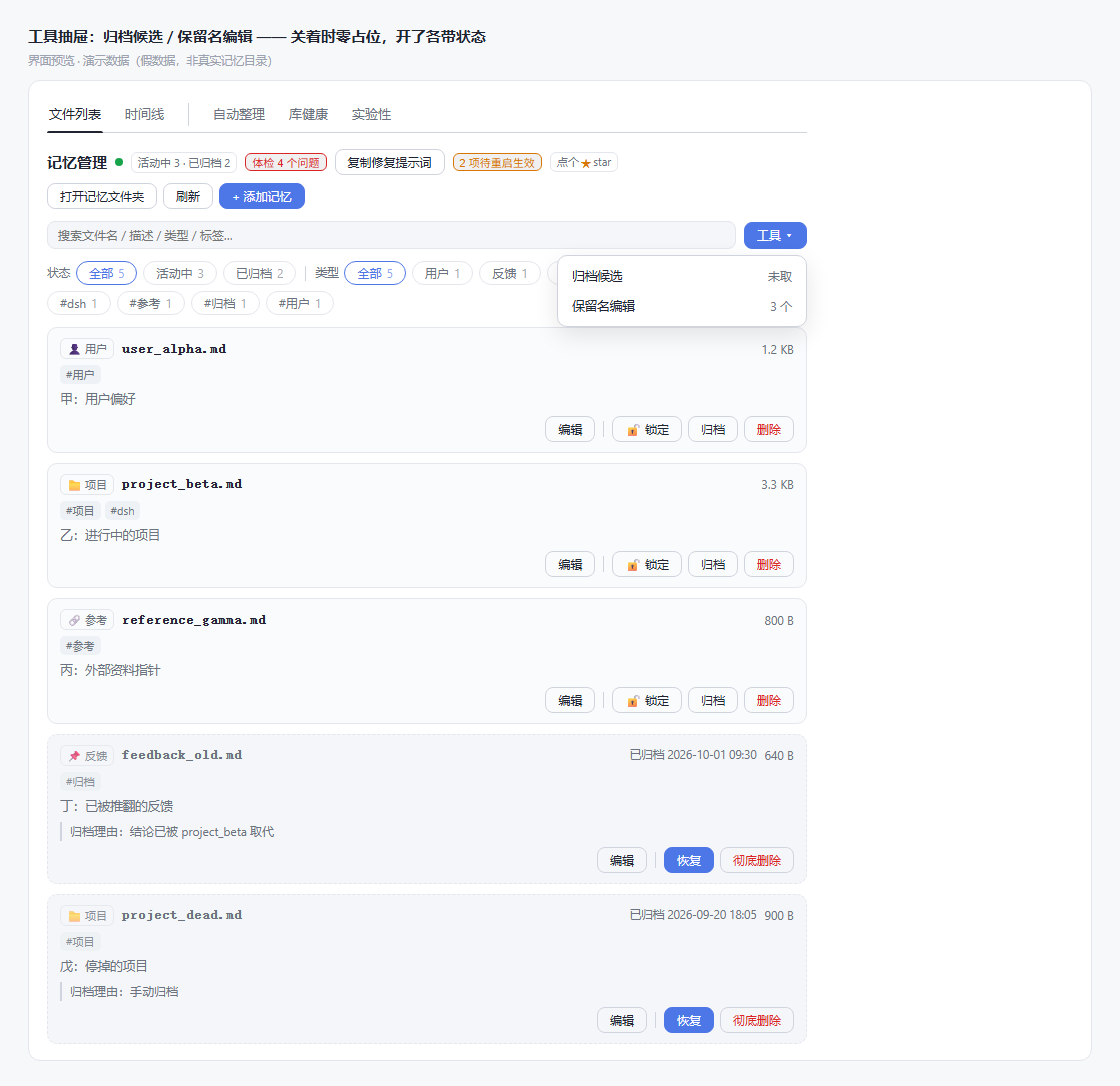 工具抽屉：归档候选 / 保留名编辑 —— 关着时零占位，开了各带状态
界面预览 · 演示数据（假数据，非真实记忆目录）
文件列表 时间线 自动整理 库健康 实验性
记忆管理 活动中 3 · 已归档 2 体检 4 个问题 复制修复提示词 2 项待重启生效 点个★star
打开记忆文件夹 刷新 + 添加记忆
搜索文件名 / 描述 / 类型 / 标签... 工具
状态 全部 5 活动中 3 已归档 2 类型 全部 5 用户 1 反馈 1
归档候选 未取
保留名编辑 3 个
#dsh 1 #参考 1 #归档 1 #用户 1
用户 user_alpha.md 1.2 KB
#用户
甲：用户偏好
编辑 锁定 归档 删除
项目 project_beta.md 3.3 KB
#项目 #dsh
乙：进行中的项目
编辑 锁定 归档 删除
参考 reference_gamma.md 800 B
#参考
丙：外部资料指针
编辑 锁定 归档 删除
反馈 feedback_old.md 已归档 2026-10-01 09:30 640 B
#归档
丁：已被推翻的反馈
归档理由：结论已被 project_beta 取代
编辑 恢复 彻底删除
项目 project_dead.md 已归档 2026-09-20 18:05 900 B
#项目
戊：停掉的项目
归档理由：手动归档
编辑 恢复 彻底删除